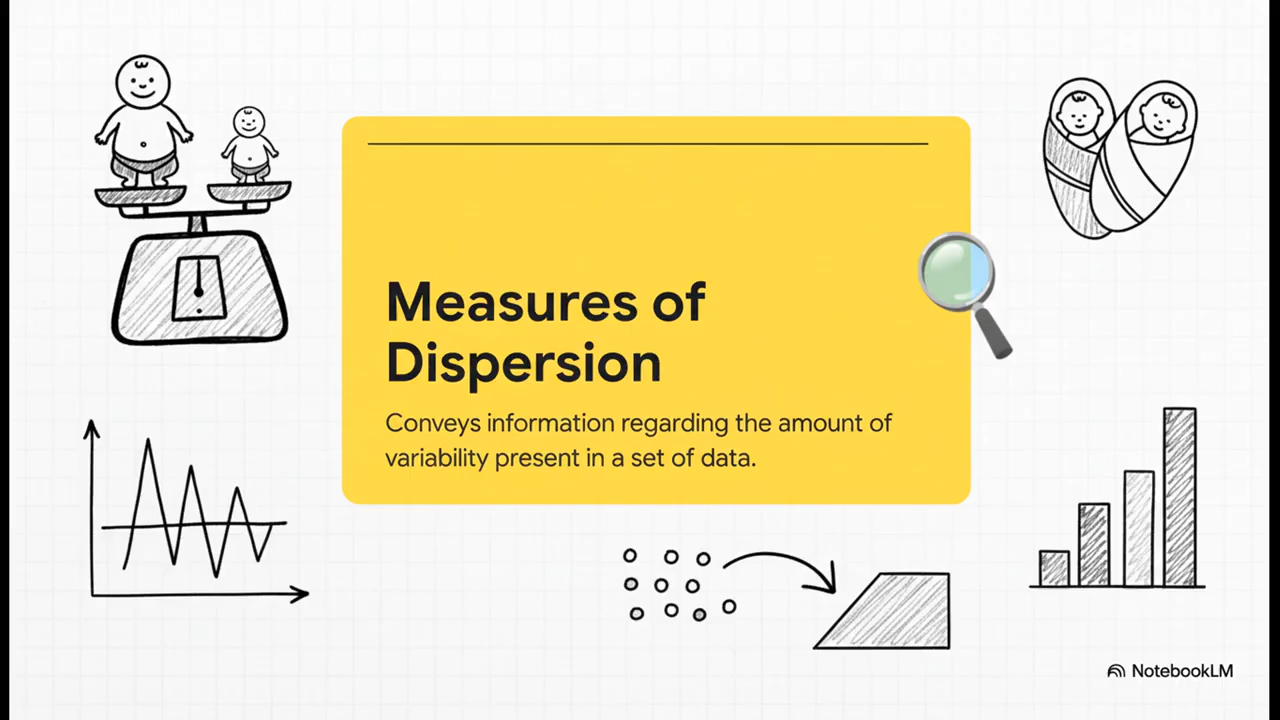 Measures of
Dispersion
Conveys information regarding the amount of
variability present in a set of data.
NotebookLM